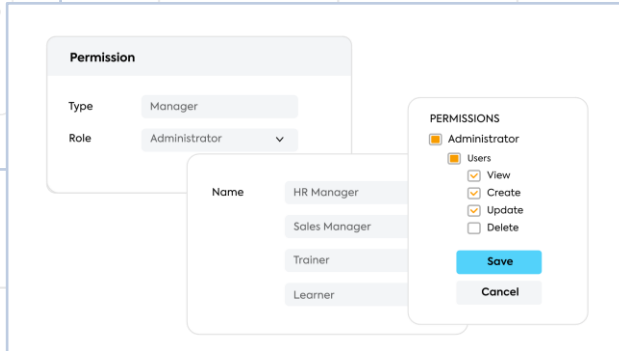 Permission
Type Manager
Role Administrator
Name HR Manager
Sales Manager
Trainer
Learner
PERMISSIONS
Administrator
Users
View
Create
Update
Delete
Save
Cancel